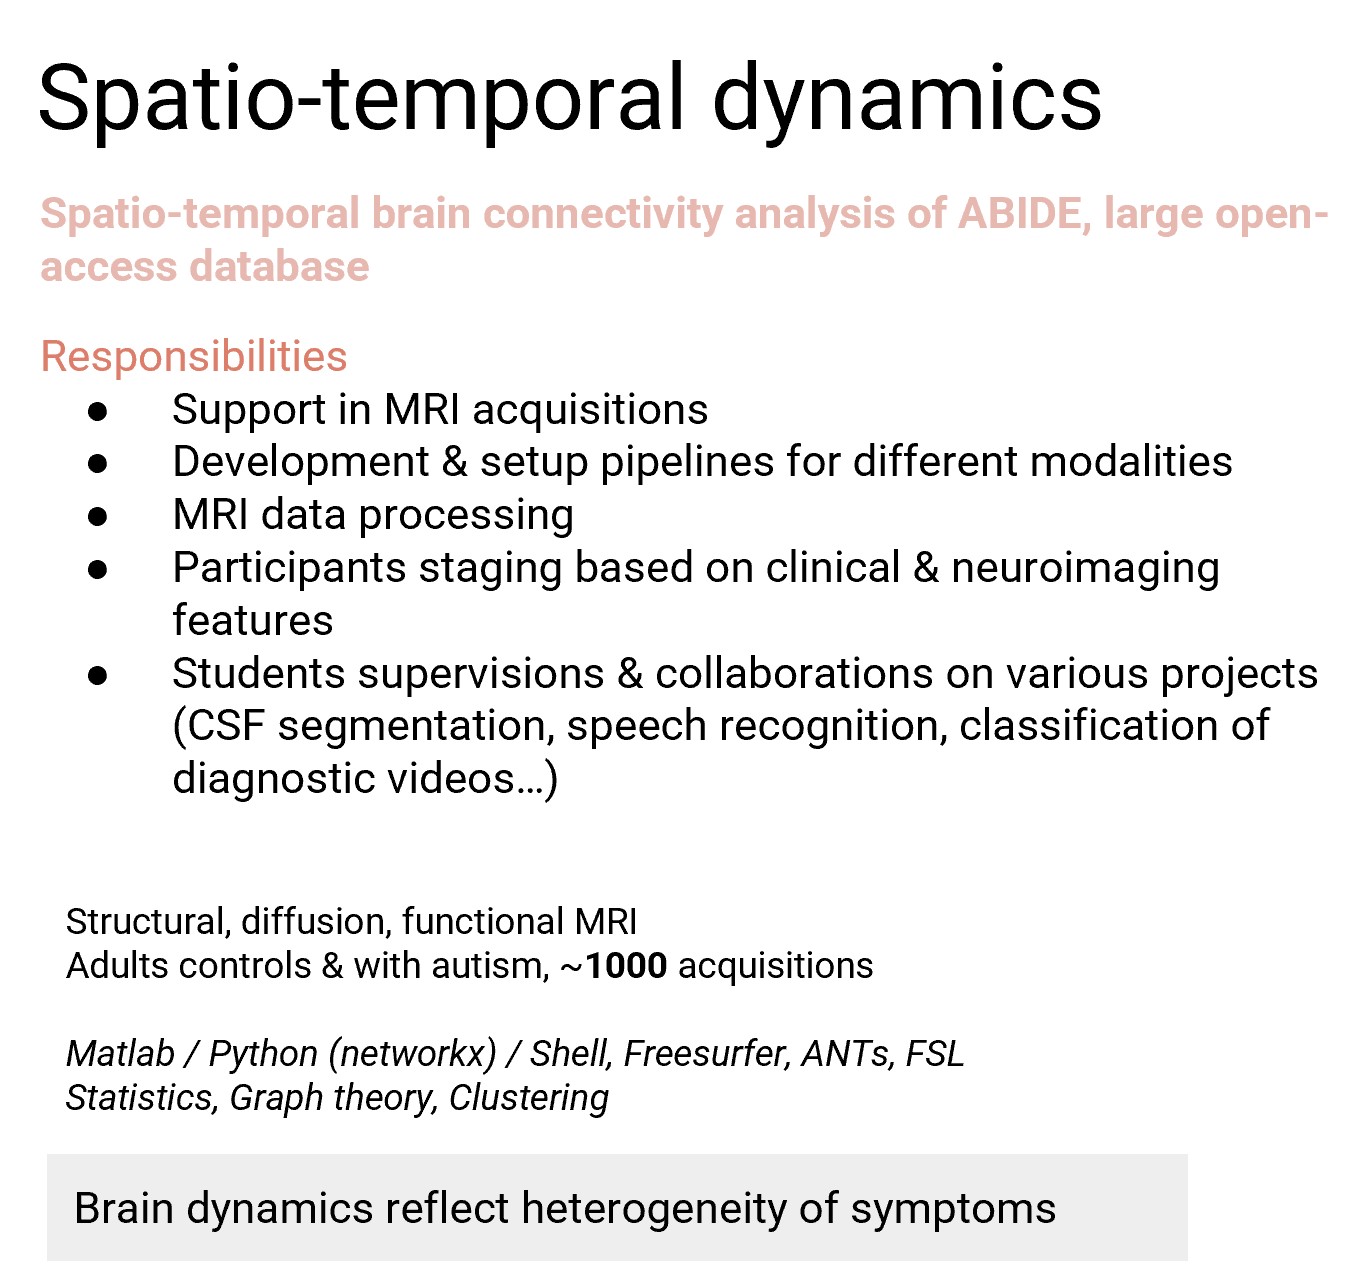 Spatio-temporal dynamics
Spatio-temporal brain connectivity analysis of ABIDE, large open-
access database
Responsibilities
● Support in MRI acquisitions
● Development & setup pipelines for different modalities
● MRI data processing
● Participants staging based on clinical & neuroimaging
features
● Students supervisions & collaborations on various projects
(CSF segmentation, speech recognition, classification of
diagnostic videos…)
Structural, diffusion, functional MRI
Adults controls & with autism, ~1000 acquisitions
Matlab / Python (networkx) / Shell, Freesurfer, ANTs, FSL
Statistics, Graph theory, Clustering
Brain dynamics reflect heterogeneity of symptoms